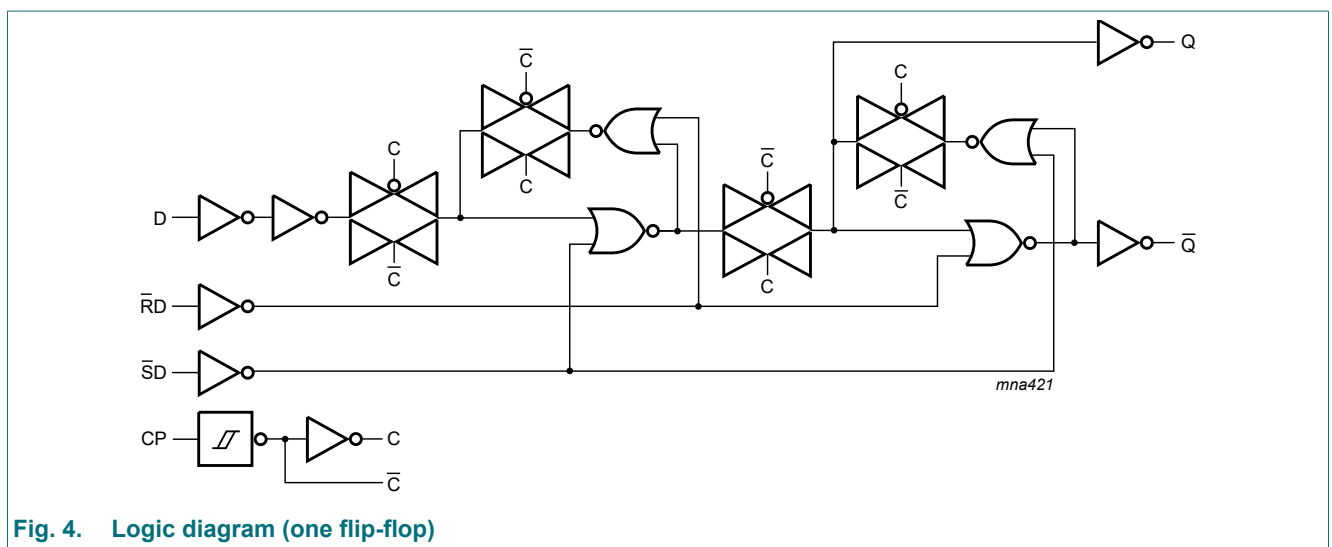 Q
C̅
C
C
C̅
C
C̅
D
C̅
C
C̅
C
Q̅
R̅D
S̅D
mna421
CP
C
C̅
Fig. 4. Logic diagram (one flip-flop)